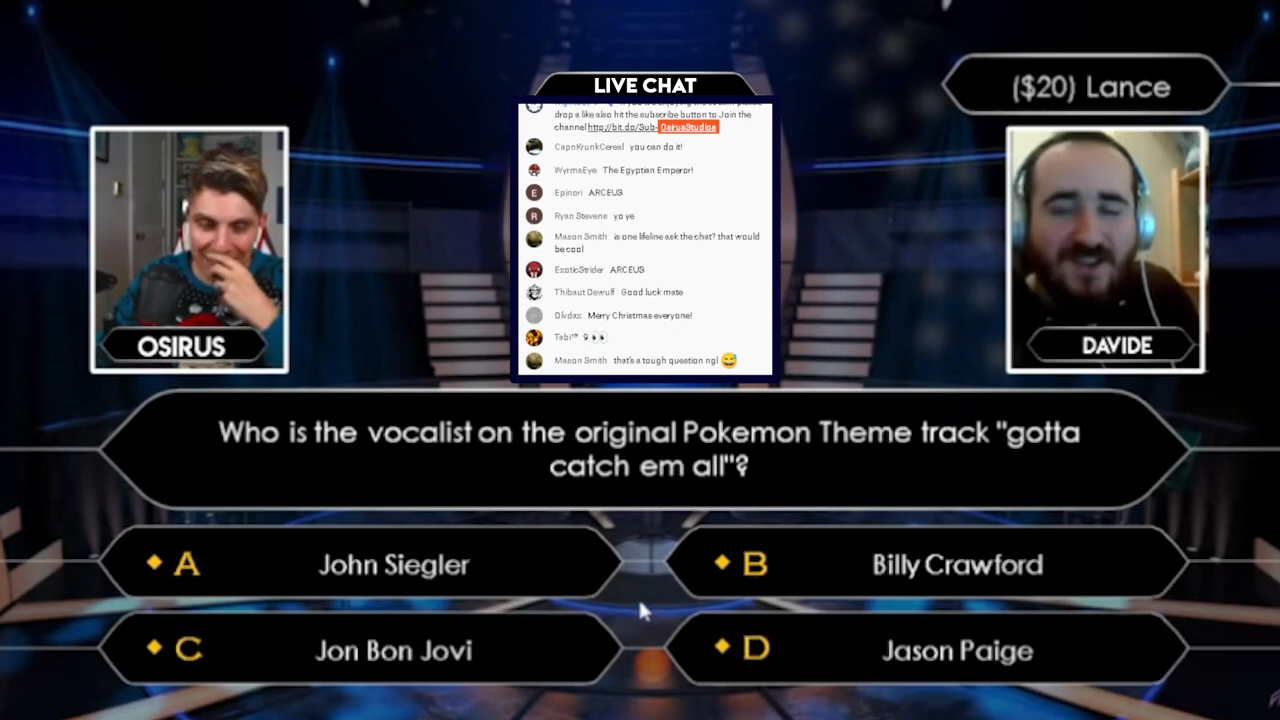 LIVE CHAT
($20) Lance
drop a like also hit the subscribe button to Join the
channel http://bit.do/Sub-OsirusStudios
CapnKrunkCereal you can do it!
WyrmsEye The Egyptian Emperor!
E Epinori ARCEUS
R Ryan Stevens yo ye
Mason Smith is one lifeline ask the chat? that would
be cool
ExoticStrider ARCEUS
Thibaut Dewulf Good luck mate
Divdax Merry Christmas everyone!
9 👀
Mason Smith that's a tough question ngl 😅
OSIRUS
DAVIDE
Who is the vocalist on the original Pokemon Theme track "gotta
catch em all"?
A John Siegler
B Billy Crawford
C Jon Bon Jovi
D Jason Paige